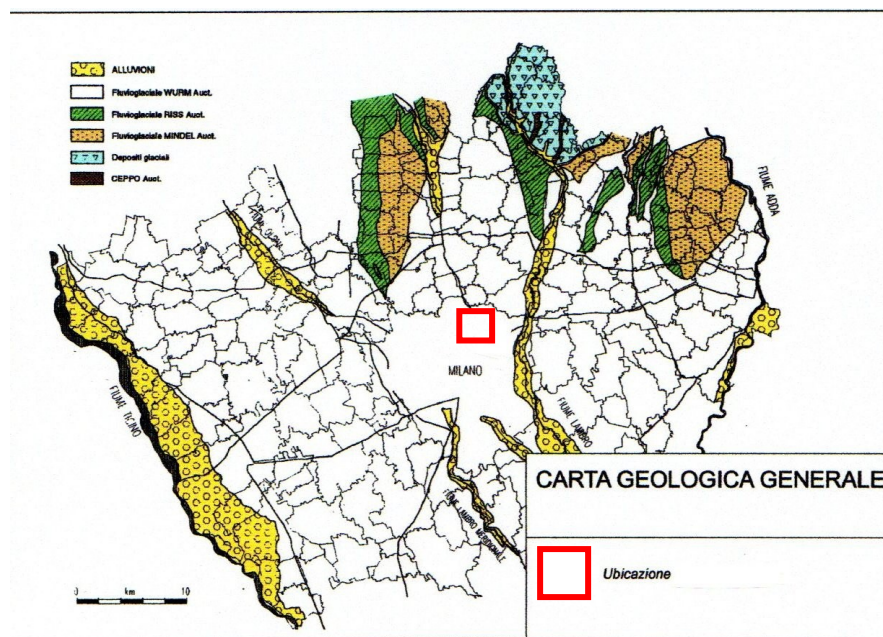 ALLUVIONI
Fluvioglaciale WURM Auct.
Fluvioglaciale RISS Auct.
Fluvioglaciale MINDEL Auct.
Depositi glaciali
CEPPO Auct.
FIUME ADDA
FIUME OLONA
MILANO
FIUME TICINO
FIUME LAMBRO
FIUME LAMBRO MERIDIONALE
CARTA GEOLOGICA GENERALE
Ubicazione
0 km 10